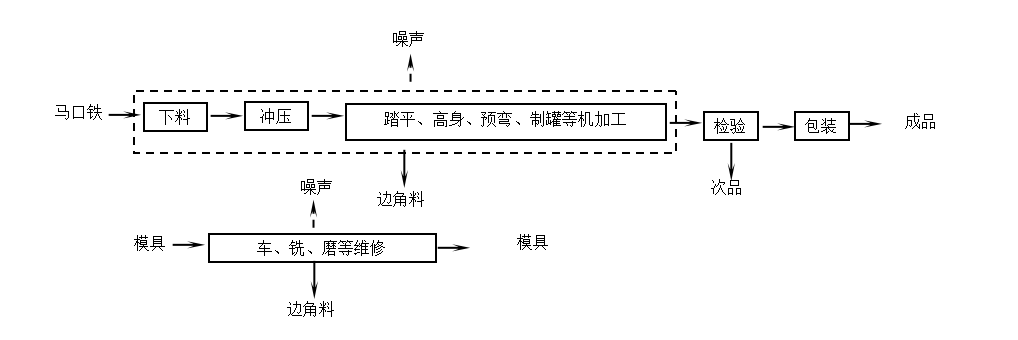 噪声
马口铁
下料
冲压
踏平、高身、预弯、制罐等机加工
检验
包装
成品
边角料
次品
噪声
模具
车、铣、磨等维修
模具
边角料